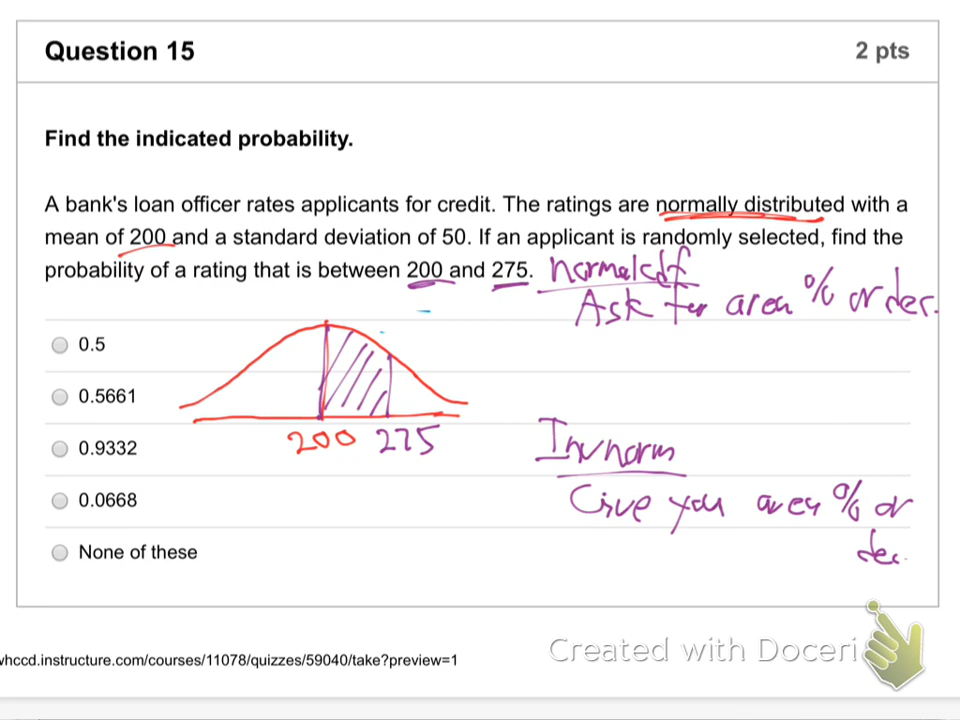 Question 15
2 pts
Find the indicated probability.
A bank's loan officer rates applicants for credit. The ratings are normally distributed with a
mean of 200 and a standard deviation of 50. If an applicant is randomly selected, find the
probability of a rating that is between 200 and 275.
normalcdf
Ask for area % or dec.
0.5
0.5661
0.9332
0.0668
None of these
200 275
Invnorm
Give you area % or
dec.
vhccd.instructure.com/courses/11078/quizzes/59040/take?preview=1
Created with Doceri